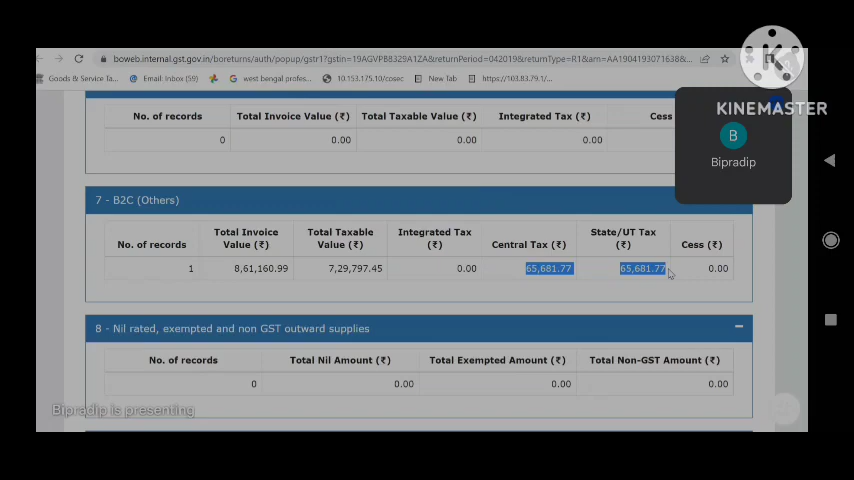 boweb.internal.gst.gov.in/boreturns/auth/popup/gstr1?gstin=19AGVPB8329A1ZA&returnPeriod=042019&returnType=R1&arn=AA1904193071638&...
Goods & Service Ta... Email: Inbox (59) west bengal profes... 10.153.175.10/cosec New Tab https://103.83.79.1/...
KINEMASTER
B
Bipradip
No. of records Total Invoice Value (₹) Total Taxable Value (₹) Integrated Tax (₹) Cess
0 0.00 0.00 0.00
7 - B2C (Others)
No. of records Total Invoice Value (₹) Total Taxable Value (₹) Integrated Tax (₹) Central Tax (₹) State/UT Tax (₹) Cess (₹)
1 8,61,160.99 7,29,797.45 0.00 65,681.77 65,681.77 0.00
8 - Nil rated, exempted and non GST outward supplies
No. of records Total Nil Amount (₹) Total Exempted Amount (₹) Total Non-GST Amount (₹)
0 0.00 0.00 0.00
Bipradip is presenting